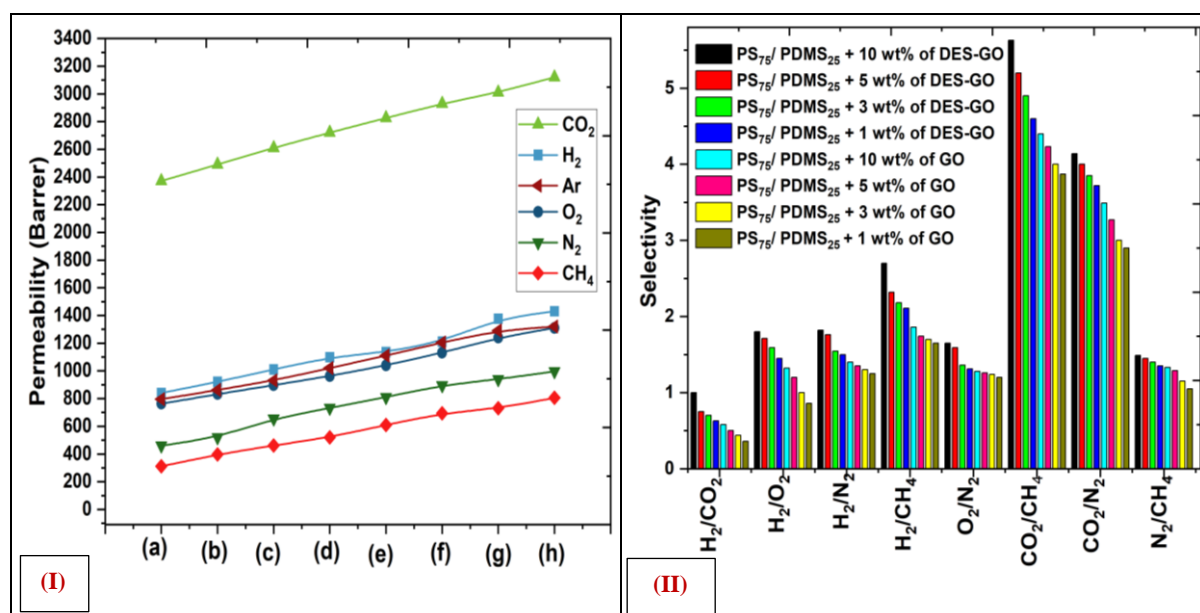 3400
3200
3000
2800
2600
2400
2200
2000
1800
1600
1400
1200
1000
800
600
400
200
0
Permeability (Barrer)
CO₂
H₂
Ar
O₂
N₂
CH₄
(a) (b) (c) (d) (e) (f) (g) (h)
(I)
5
4
3
2
1
0
Selectivity
PS₇₅/ PDMS₂₅ + 10 wt% of DES-GO
PS₇₅/ PDMS₂₅ + 5 wt% of DES-GO
PS₇₅/ PDMS₂₅ + 3 wt% of DES-GO
PS₇₅/ PDMS₂₅ + 1 wt% of DES-GO
PS₇₅/ PDMS₂₅ + 10 wt% of GO
PS₇₅/ PDMS₂₅ + 5 wt% of GO
PS₇₅/ PDMS₂₅ + 3 wt% of GO
PS₇₅/ PDMS₂₅ + 1 wt% of GO
H₂/CO₂
H₂/O₂
H₂/N₂
H₂/CH₄
O₂/N₂
CO₂/CH₄
CO₂/N₂
N₂/CH₄
(II)